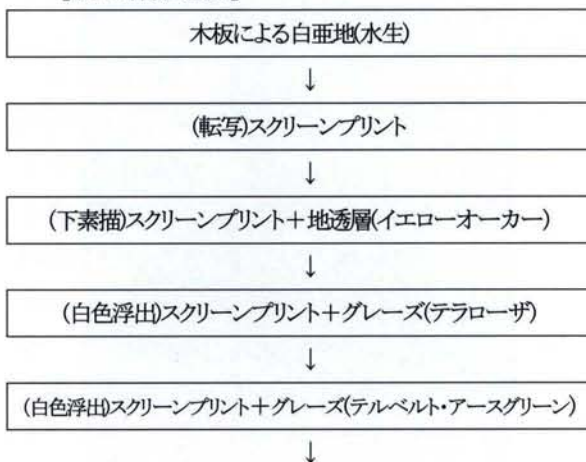 木板による白亜地(水生)
↓
(転写)スクリーンプリント
↓
(下素描)スクリーンプリント＋地透層(イエローオーカー)
↓
(白色浮出)スクリーンプリント＋グレーズ(テラローザ)
↓
(白色浮出)スクリーンプリント＋グレーズ(テルベルト・アースグリーン)
↓